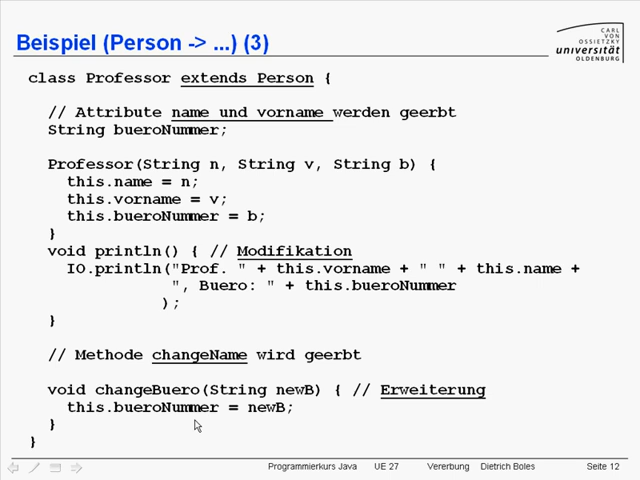 Beispiel (Person -> ...) (3)
CARL
VON
OSSIETZKY
universität
OLDENBURG
class Professor extends Person {
// Attribute name und vorname werden geerbt
String bueroNummer;
Professor(String n, String v, String b) {
this.name = n;
this.vorname = v;
this.bueroNummer = b;
}
void println() { // Modifikation
IO.println("Prof. " + this.vorname + " " + this.name +
", Buero: " + this.bueroNummer
);
}
// Methode changeName wird geerbt
void changeBuero(String newB) { // Erweiterung
this.bueroNummer = newB;
}
}
Programmierkurs Java UE 27 Vererbung Dietrich Boles Seite 12